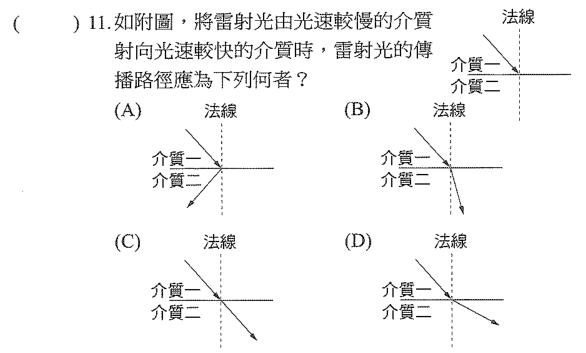 (　　) 11.如附圖,將雷射光由光速較慢的介質
射向光速較快的介質時,雷射光的傳
播路徑應為下列何者?
法線
介質一
介質二
(A)
法線
介質一
介質二
(B)
法線
介質一
介質二
(C)
法線
介質一
介質二
(D)
法線
介質一
介質二